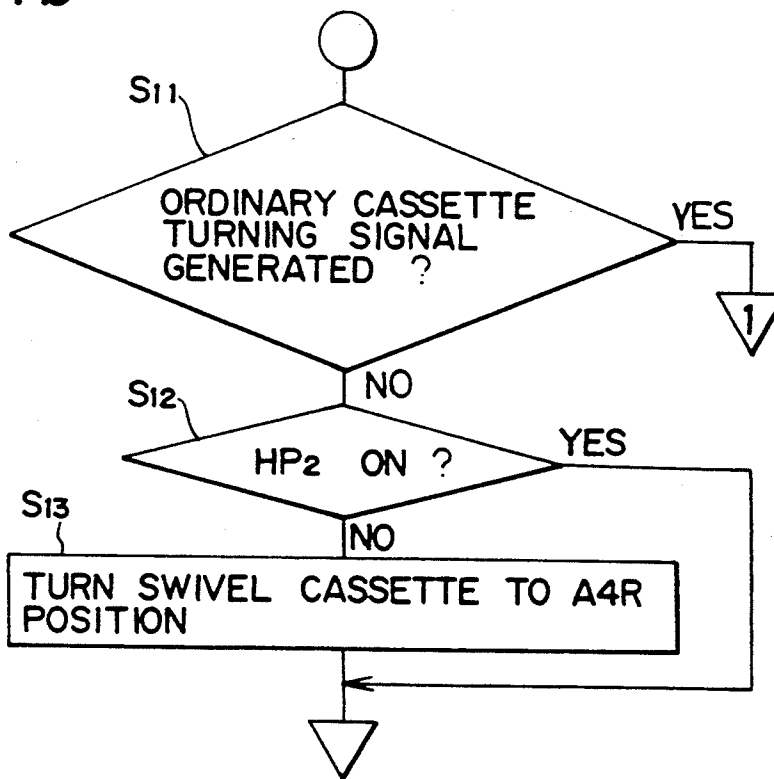 S11
ORDINARY CASSETTE
TURNING SIGNAL
GENERATED ?
YES
1
NO
S12
HP2 ON ?
YES
S13
NO
TURN SWIVEL CASSETTE TO A4R
POSITION